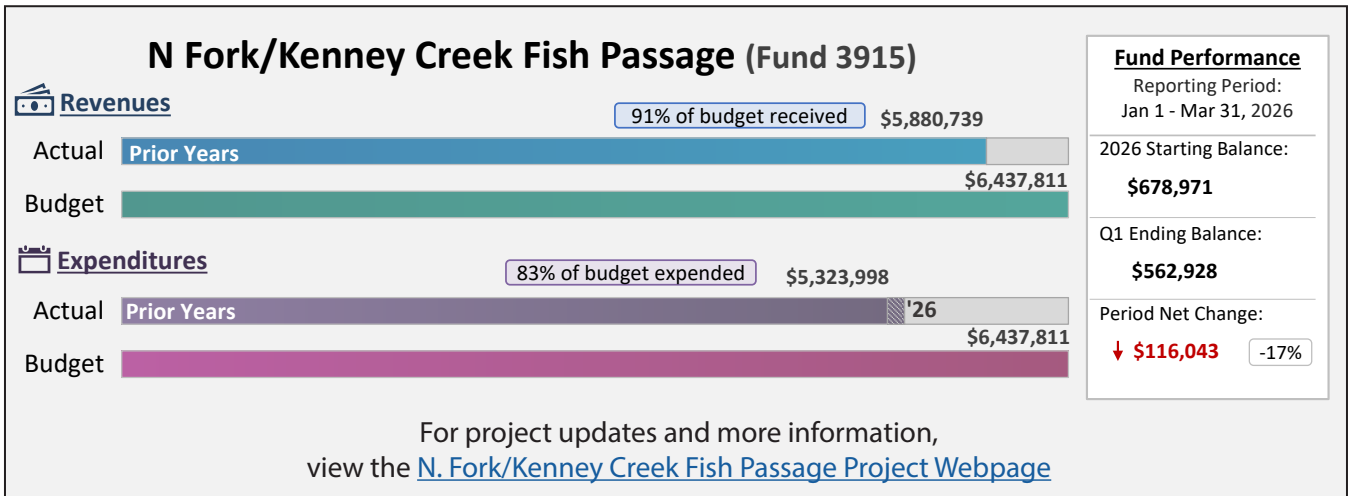 N Fork/Kenney Creek Fish Passage (Fund 3915)
Revenues
91% of budget received $5,880,739
Actual Prior Years
$6,437,811
Budget
Expenditures
83% of budget expended $5,323,998
Actual Prior Years '26
$6,437,811
Budget
Fund Performance
Reporting Period:
Jan 1 - Mar 31, 2026
2026 Starting Balance:
$678,971
Q1 Ending Balance:
$562,928
Period Net Change:
↓ $116,043 -17%
For project updates and more information,
view the N. Fork/Kenney Creek Fish Passage Project Webpage